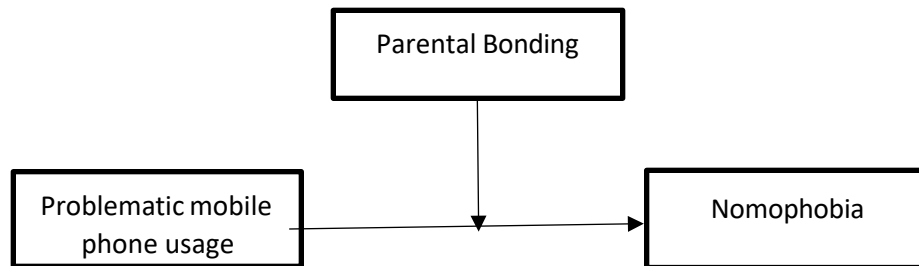 Parental Bonding
Problematic mobile
phone usage
Nomophobia